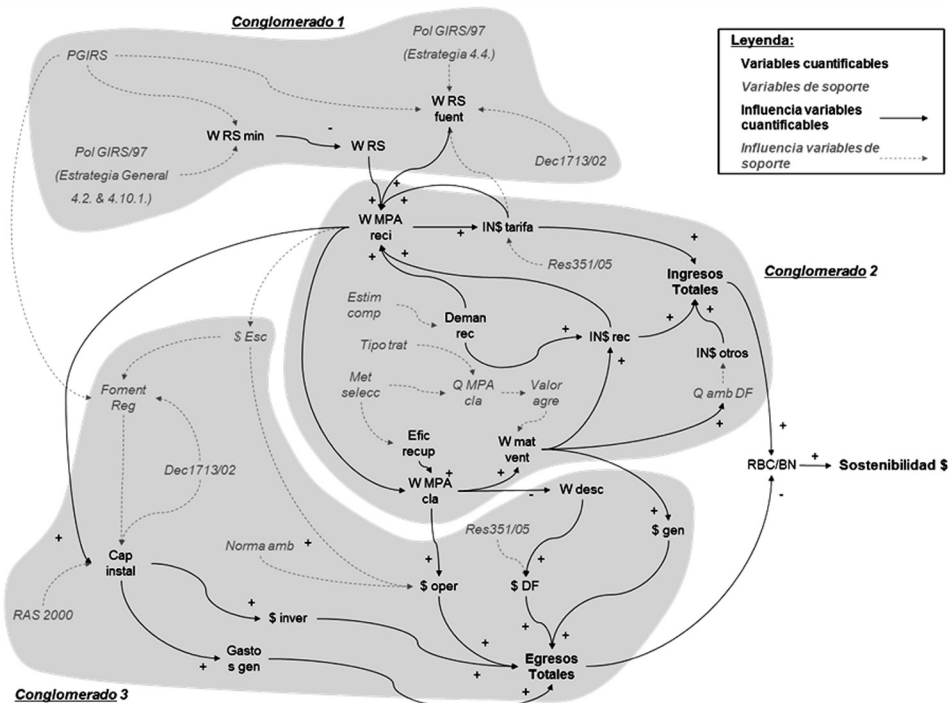 Conglomerado 1
PGIRS
Pol GIRS/97
(Estrategia 4.4.)
W RS
fuent
W RS min
-
W RS
Pol GIRS/97
(Estrategia General
4.2. & 4.10.1.)
Dec1713/02
Leyenda:
Variables cuantificables
Variables de soporte
Influencia variables
cuantificables
Influencia variables de
soporte
+
+
+
W MPA
reci
+
IN$ tarifa
+
+
+
Res351/05
Conglomerado 2
Ingresos
Totales
Estim
comp
Deman
rec
+
IN$ rec
+
+
+
IN$ otros
Tipo trat
Met
selecc
Q MPA
cla
Valor
agre
Q amb DF
+
$ Esc
Foment
Reg
Dec1713/02
Efic
recup
W mat
vent
+
W MPA
cla
+
-
W desc
+
RBC/BN
+
Sostenibilidad $
-
Res351/05
+
$ gen
+
Norma amb
+
+
+
Cap
instal
$ oper
$ DF
RAS 2000
+
$ inver
+
+
+
Gasto
s gen
+
+
Egresos
Totales
+
+
Conglomerado 3